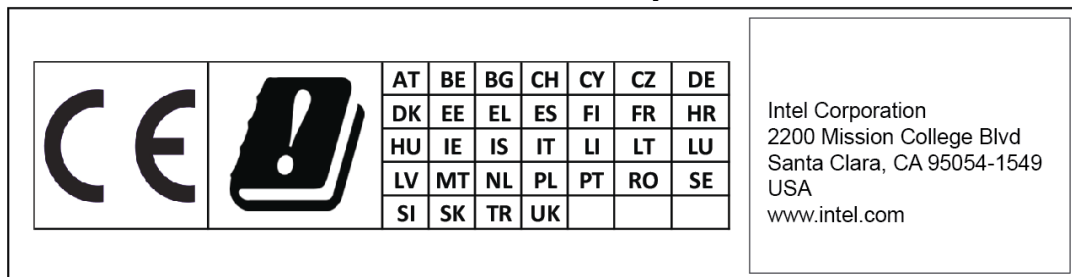 CE
!
AT BE BG CH CY CZ DE
DK EE EL ES FI FR HR
HU IE IS IT LI LT LU
LV MT NL PL PT RO SE
SI SK TR UK
Intel Corporation
2200 Mission College Blvd
Santa Clara, CA 95054-1549
USA
www.intel.com